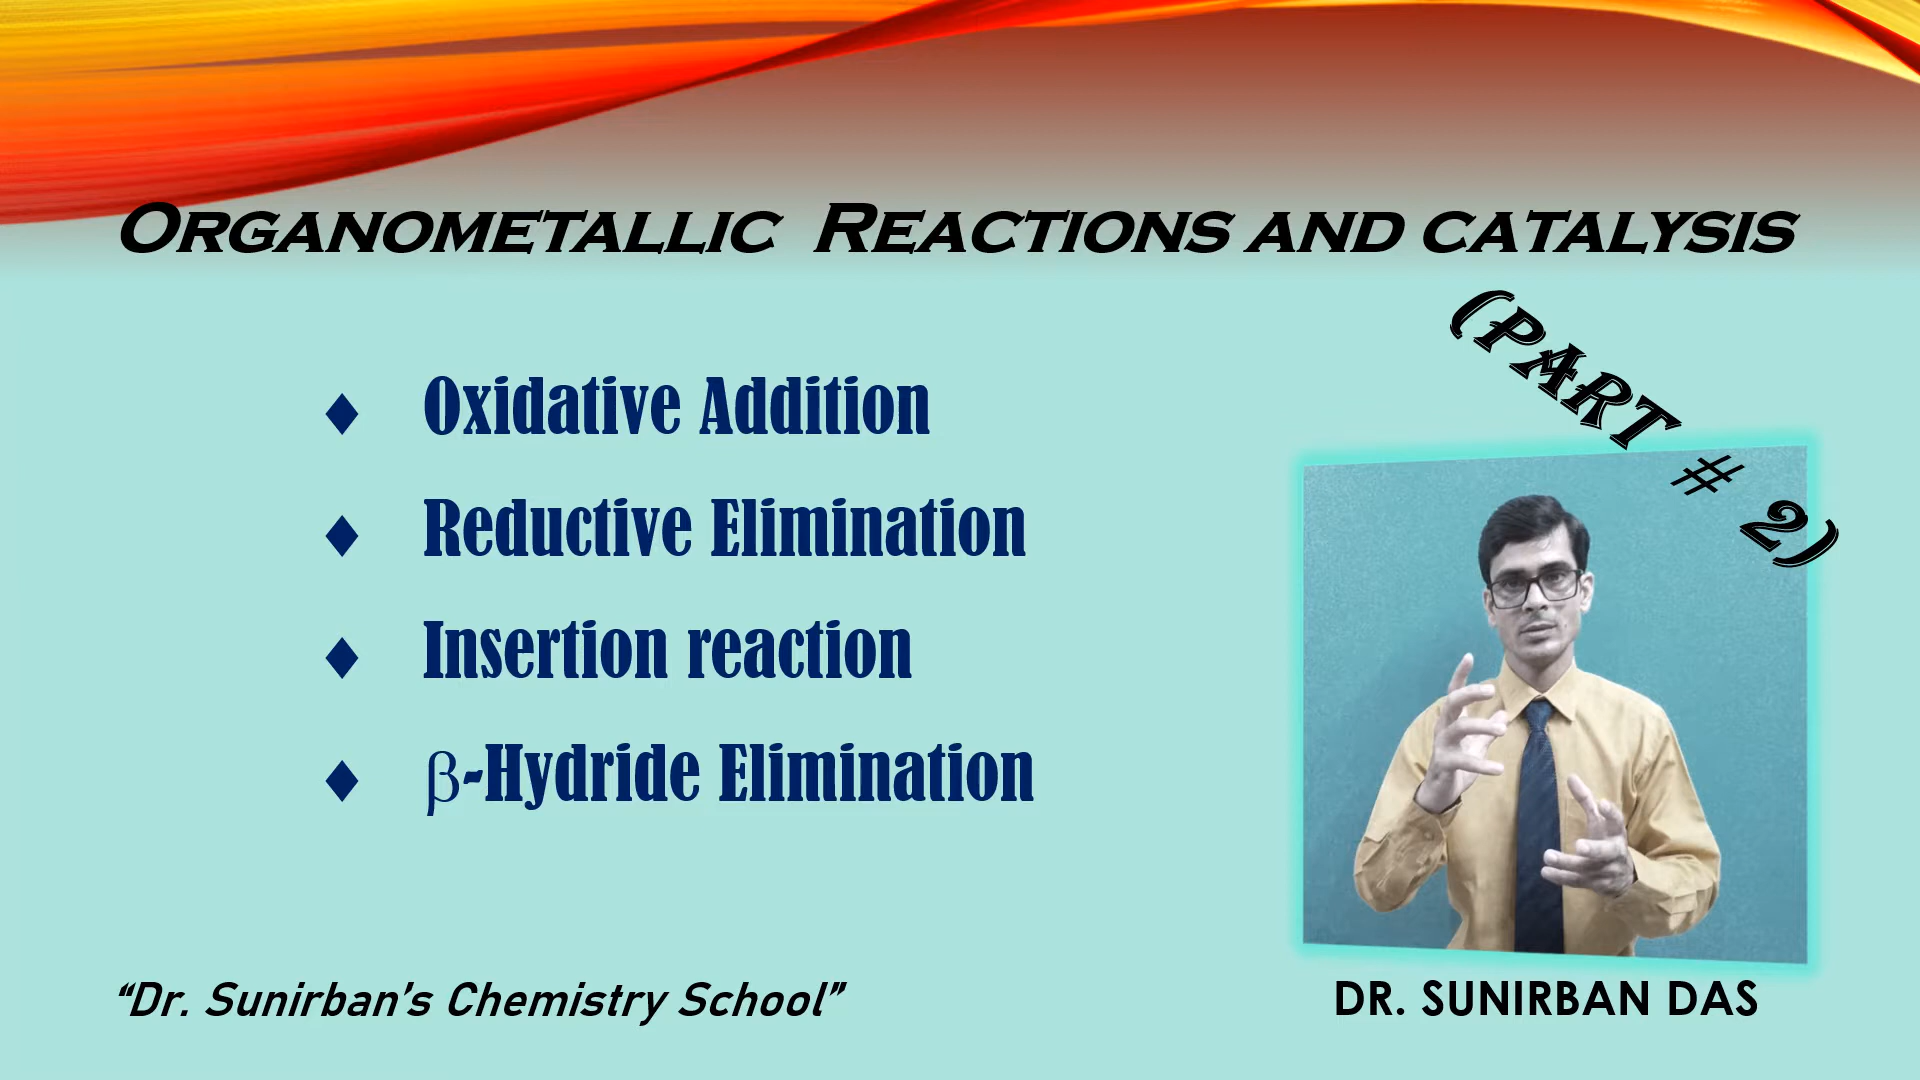 Organometallic Reactions and catalysis
(Part # 2)
♦ Oxidative Addition
♦ Reductive Elimination
♦ Insertion reaction
♦ β-Hydride Elimination
“Dr. Sunirban’s Chemistry School”
DR. SUNIRBAN DAS